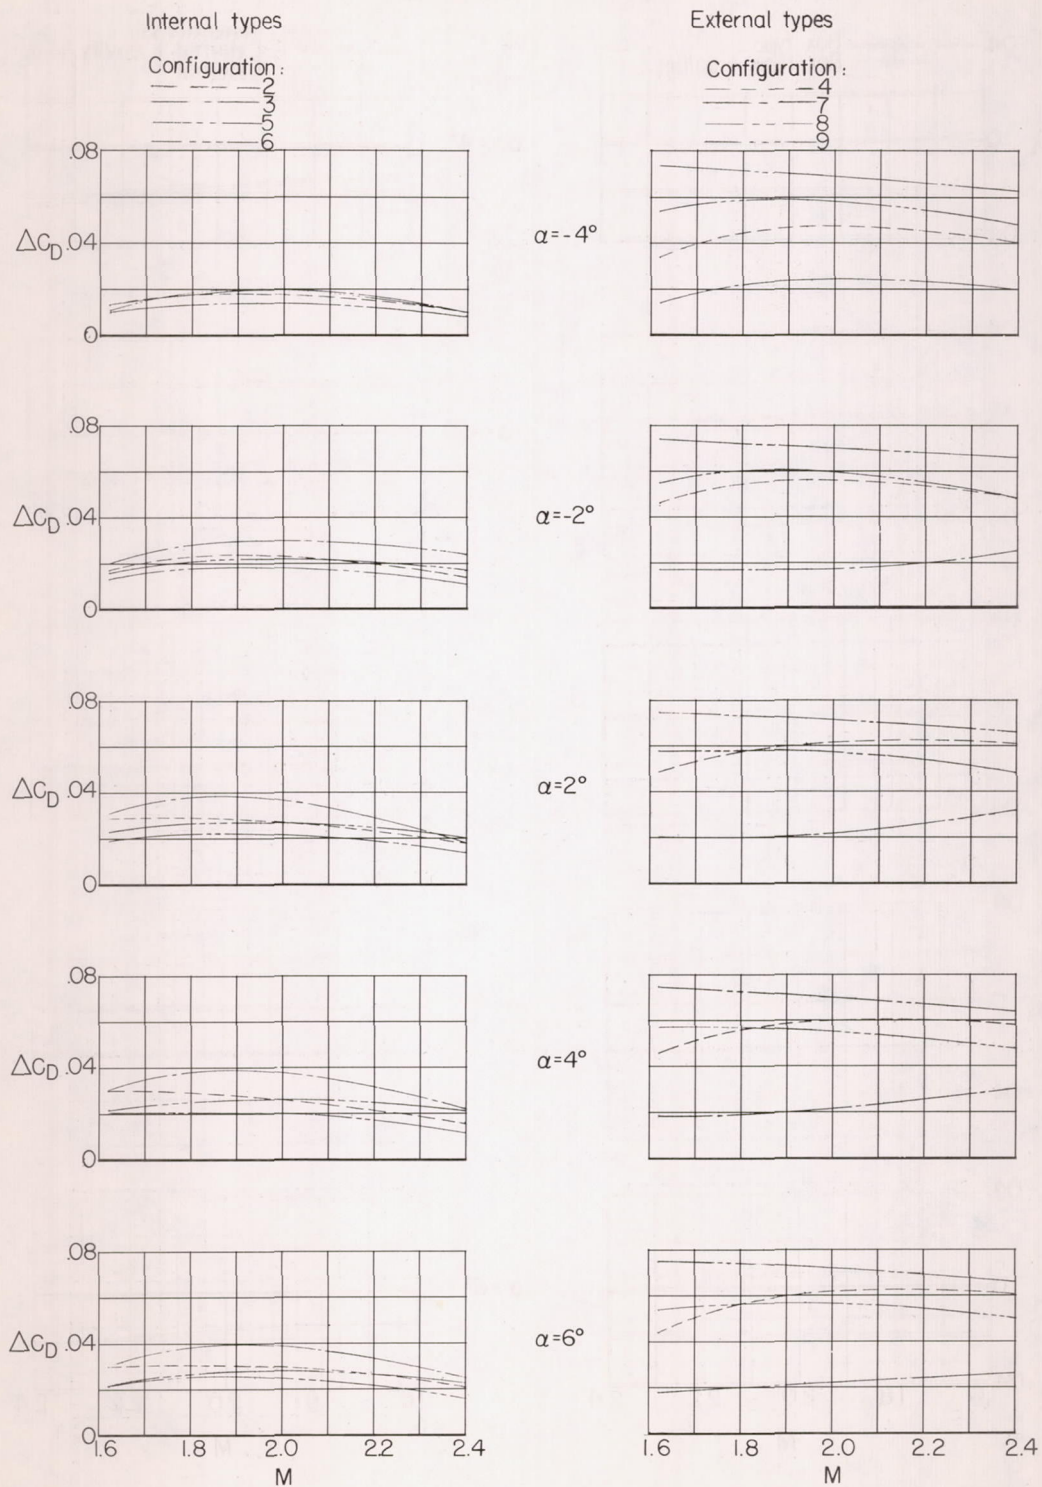 Internal types
External types
Configuration:
2
3
5
6
Configuration:
4
7
8
9
.08
ΔC_D .04
0
α=-4°
.08
ΔC_D .04
0
α=-2°
.08
ΔC_D .04
0
α=2°
.08
ΔC_D .04
0
α=4°
.08
ΔC_D .04
0
α=6°
1.6 1.8 2.0 2.2 2.4
M
1.6 1.8 2.0 2.2 2.4
M